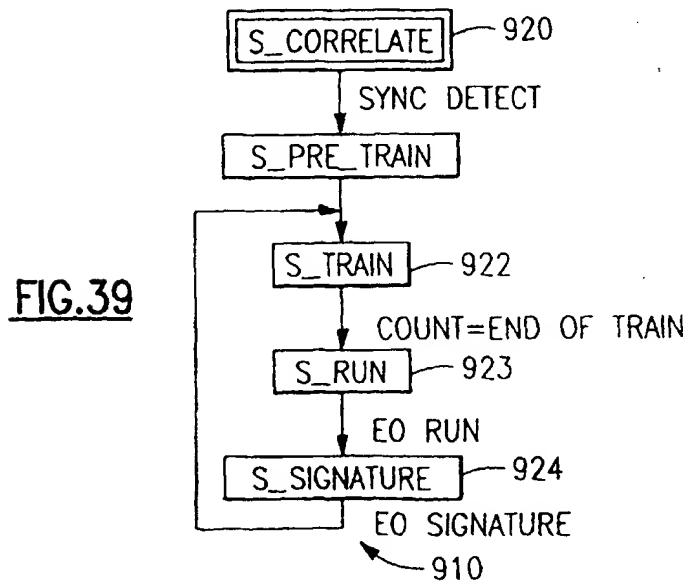 S_CORRELATE
920
SYNC DETECT
S_PRE_TRAIN
S_TRAIN
922
FIG.39
COUNT=END OF TRAIN
S_RUN
923
EO RUN
S_SIGNATURE
924
EO SIGNATURE
910